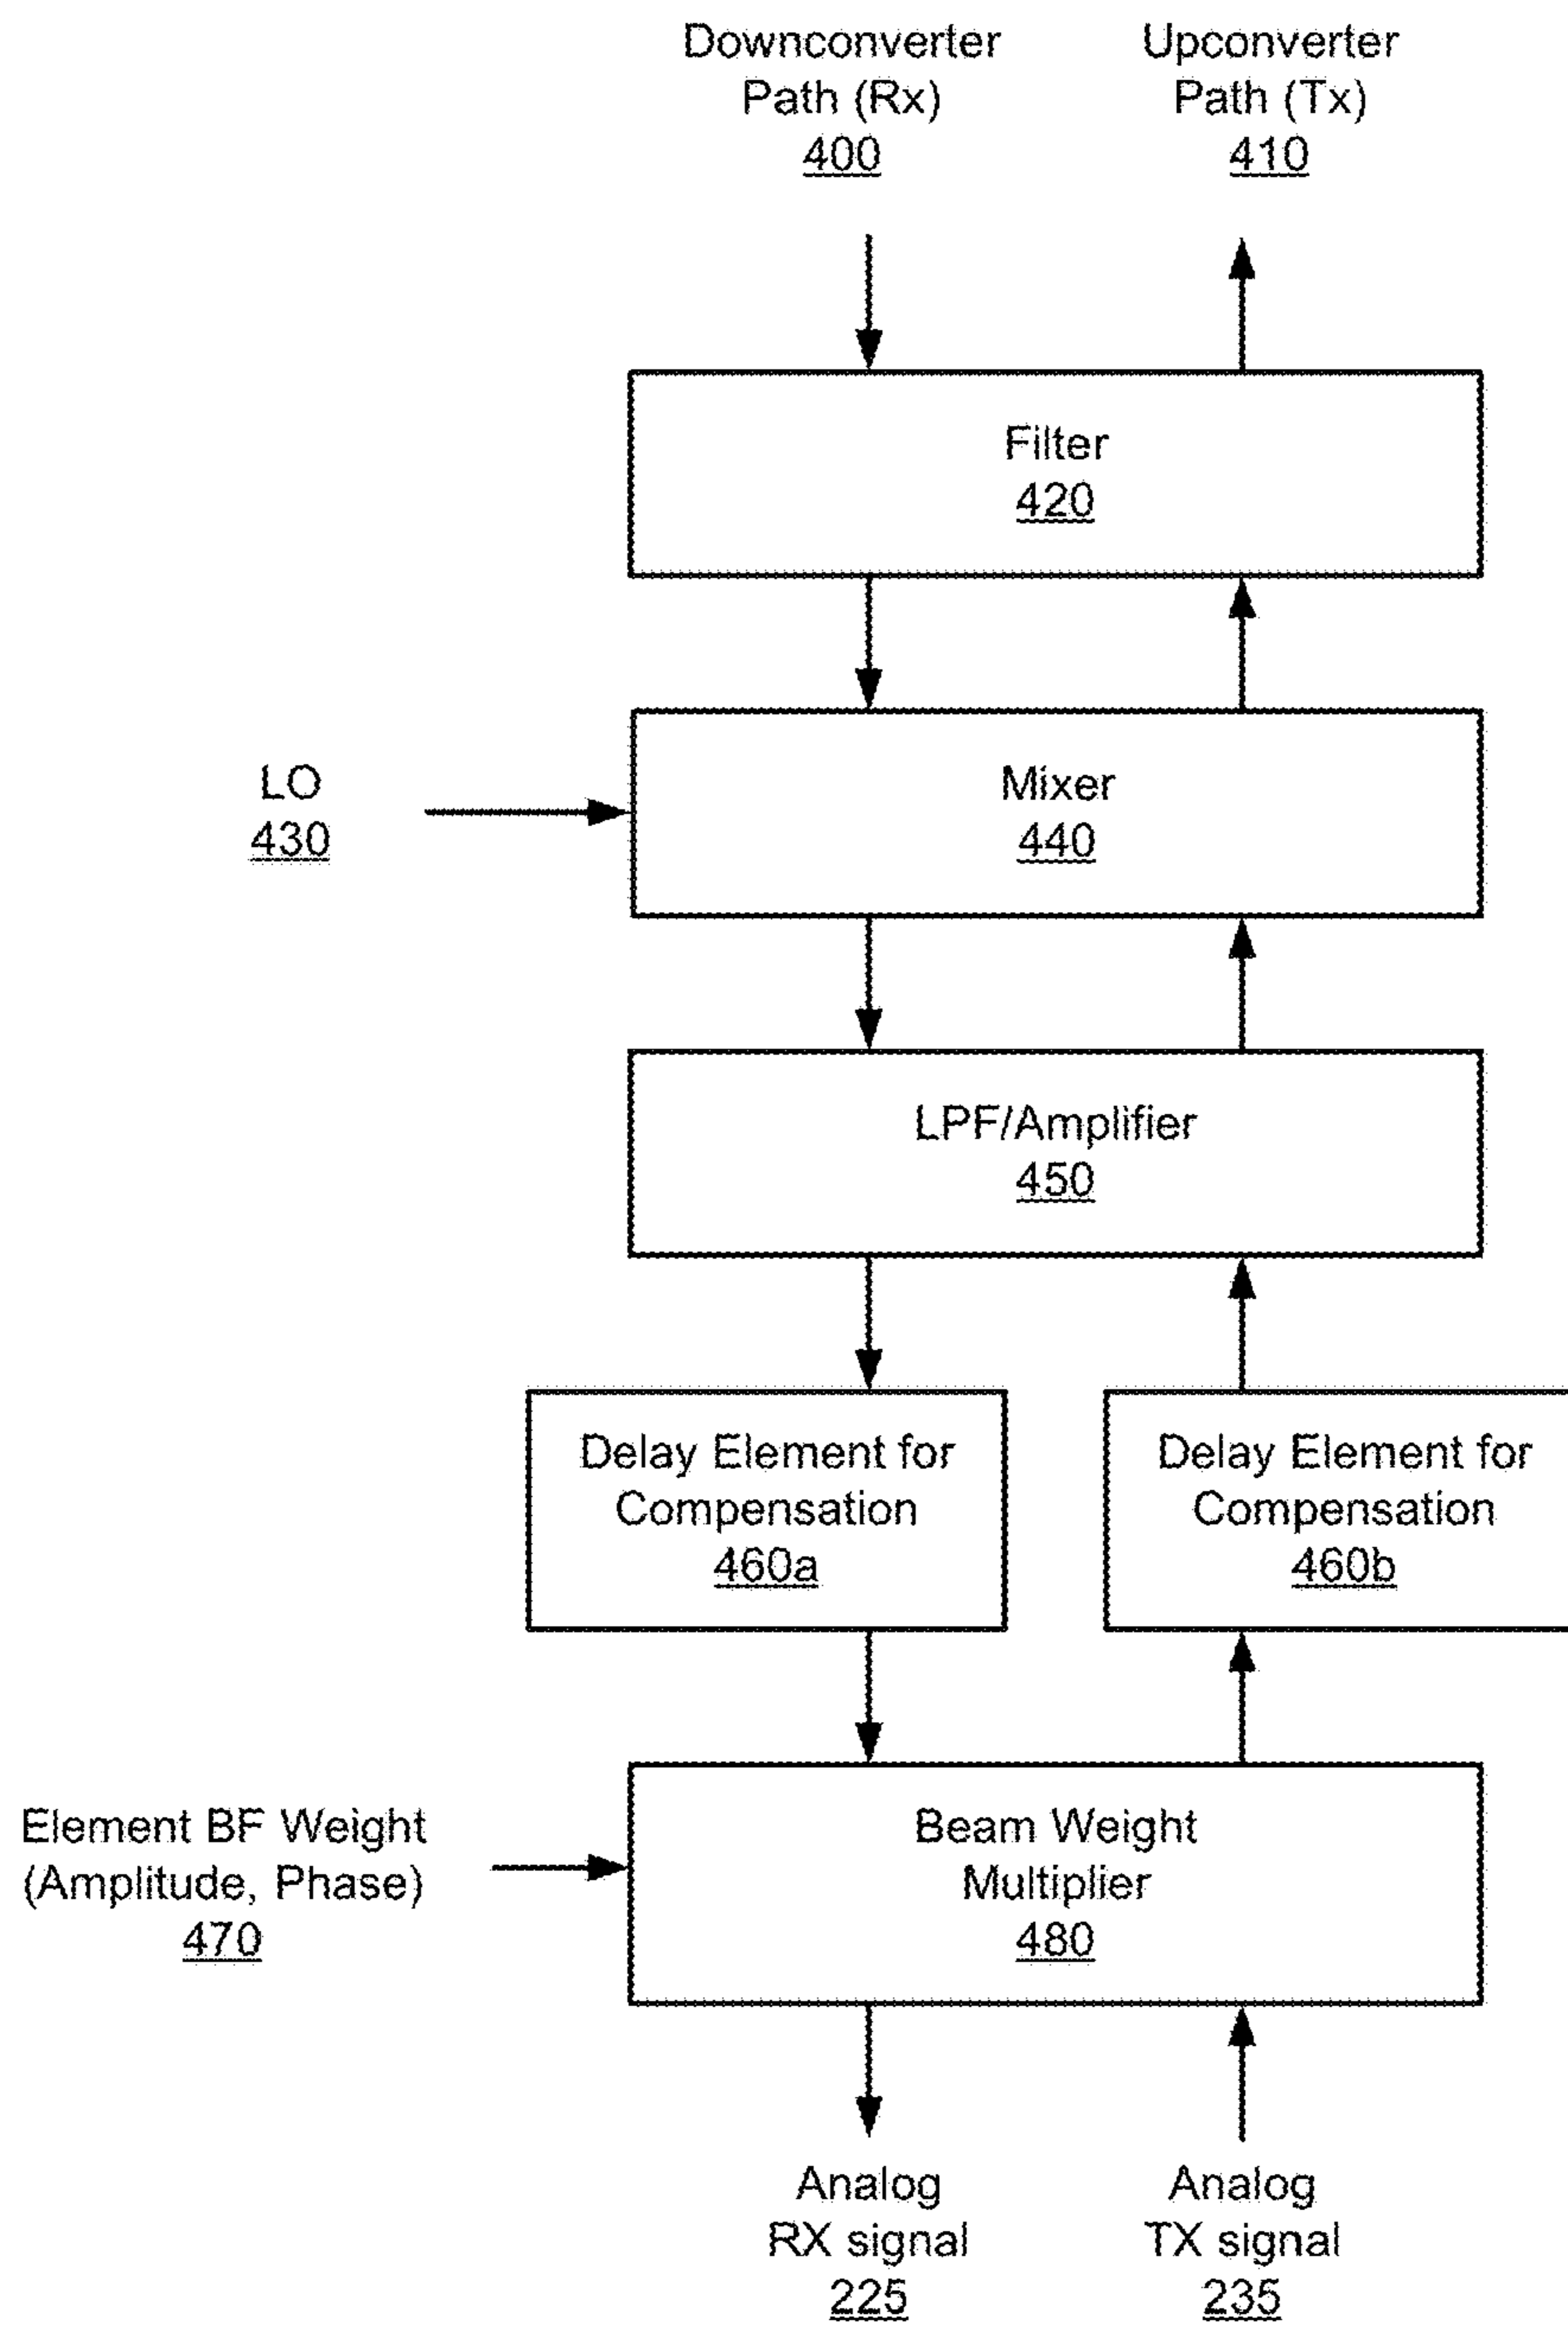 Downconverter
Path (Rx)
400
Upconverter
Path (Tx)
410
Filter
420
LO
430
Mixer
440
LPF/Amplifier
450
Delay Element for
Compensation
460a
Delay Element for
Compensation
460b
Element BF Weight
(Amplitude, Phase)
470
Beam Weight
Multiplier
480
Analog
RX signal
225
Analog
TX signal
235